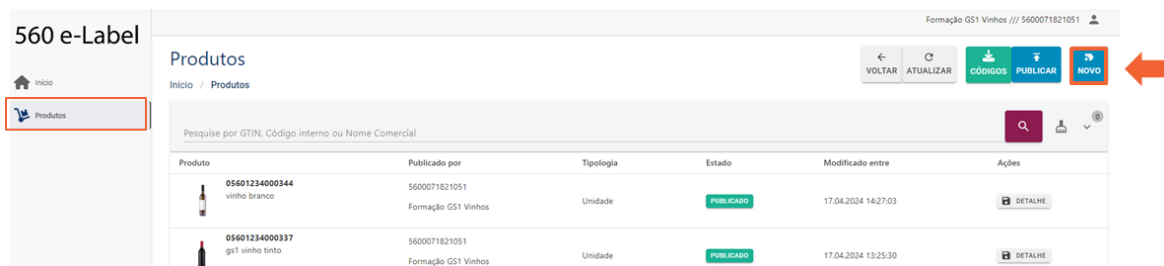 Formação GS1 Vinhos /// 5600071821051
560 e-Label
Início
Produtos
Produtos
Início / Produtos
VOLTAR
ATUALIZAR
CÓDIGOS
PUBLICAR
NOVO
Pesquise por GTIN, Código interno ou Nome Comercial
0
Produto Publicado por Tipologia Estado Modificado entre Ações
05601234000344
vinho branco
5600071821051
Formação GS1 Vinhos
Unidade
PUBLICADO
17.04.2024 14:27:03
DETALHE
05601234000337
gs1 vinho tinto
5600071821051
Formação GS1 Vinhos
Unidade
PUBLICADO
17.04.2024 13:25:30
DETALHE